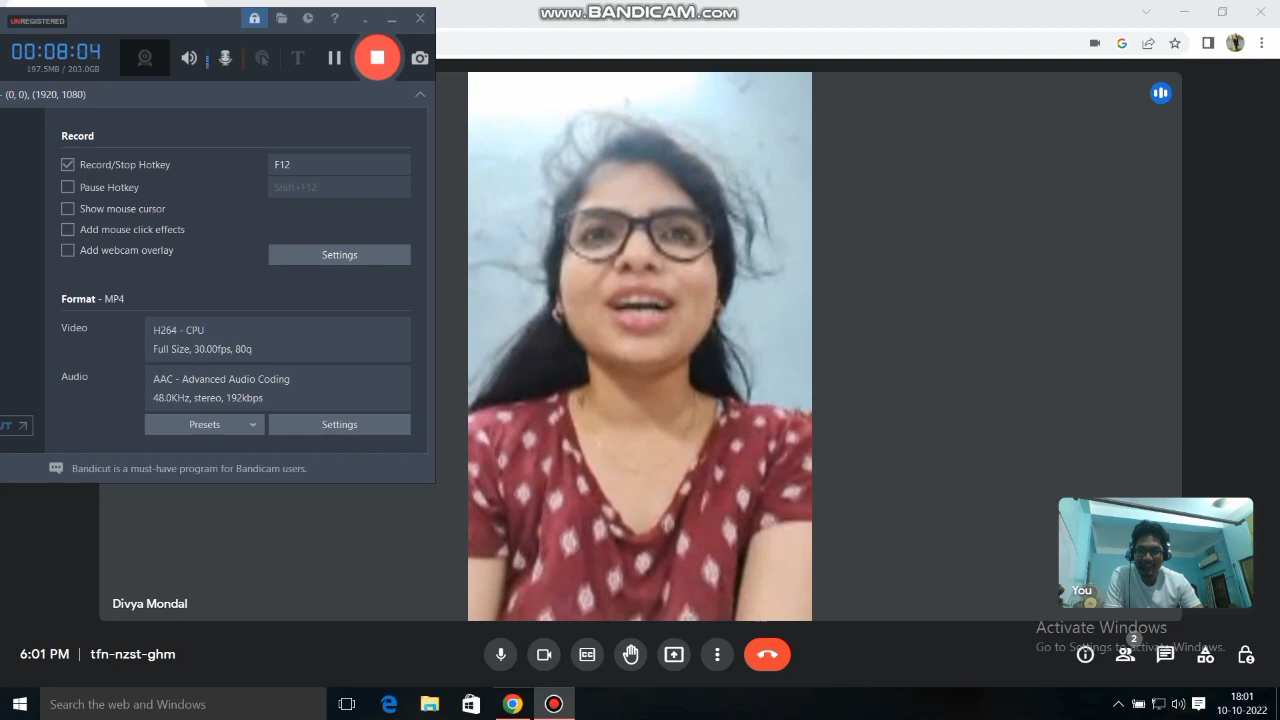 WWW.BANDICAM.COM
UNREGISTERED
00:08:04
197.5MB / 203.0GB
- (0, 0), (1920, 1080)
Record
Record/Stop Hotkey F12
Pause Hotkey Shift+F12
Show mouse cursor
Add mouse click effects
Add webcam overlay
Settings
Format - MP4
Video
H264 - CPU
Full Size, 30.00fps, 80q
Audio
AAC - Advanced Audio Coding
48.0KHz, stereo, 192kbps
Presets Settings
UT
Bandicut is a must-have program for Bandicam users.
Divya Mondal
You
Activate Windows
Go to Settings to activate Windows.
2
6:01 PM | tfn-nzst-ghm
Search the web and Windows
18:01
10-10-2022